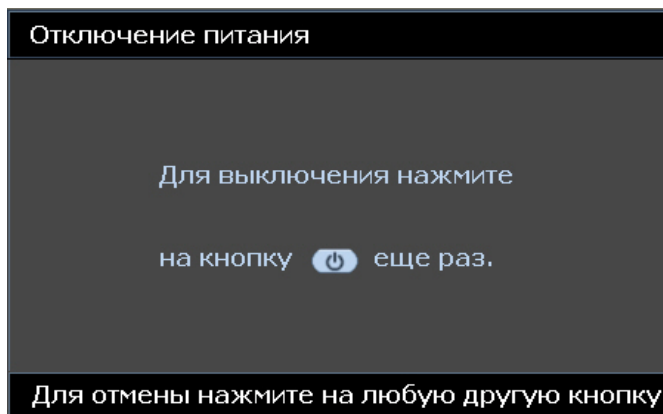 Отключение питания
Для выключения нажмите
на кнопку еще раз.
Для отмены нажмите на любую другую кнопку